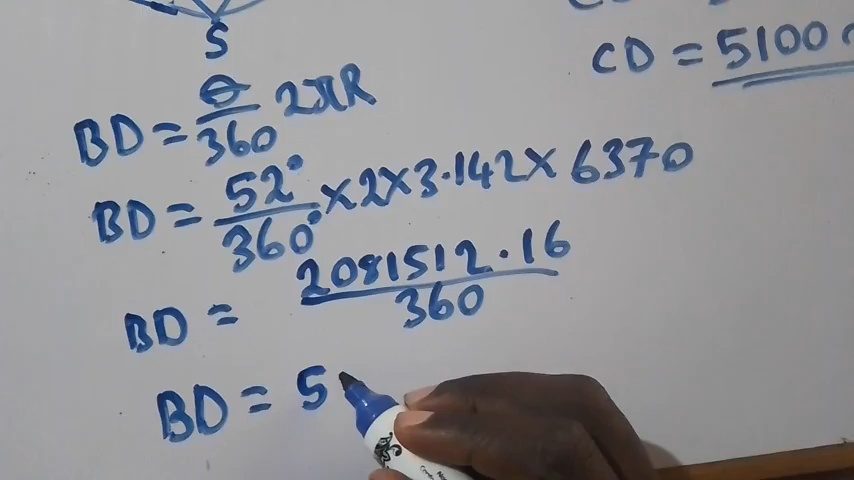 S
CD = 5100
BD = θ/360 2πR
BD = 52°/360° × 2 × 3.142 × 6370
BD = 2081512.16/360
BD = 5